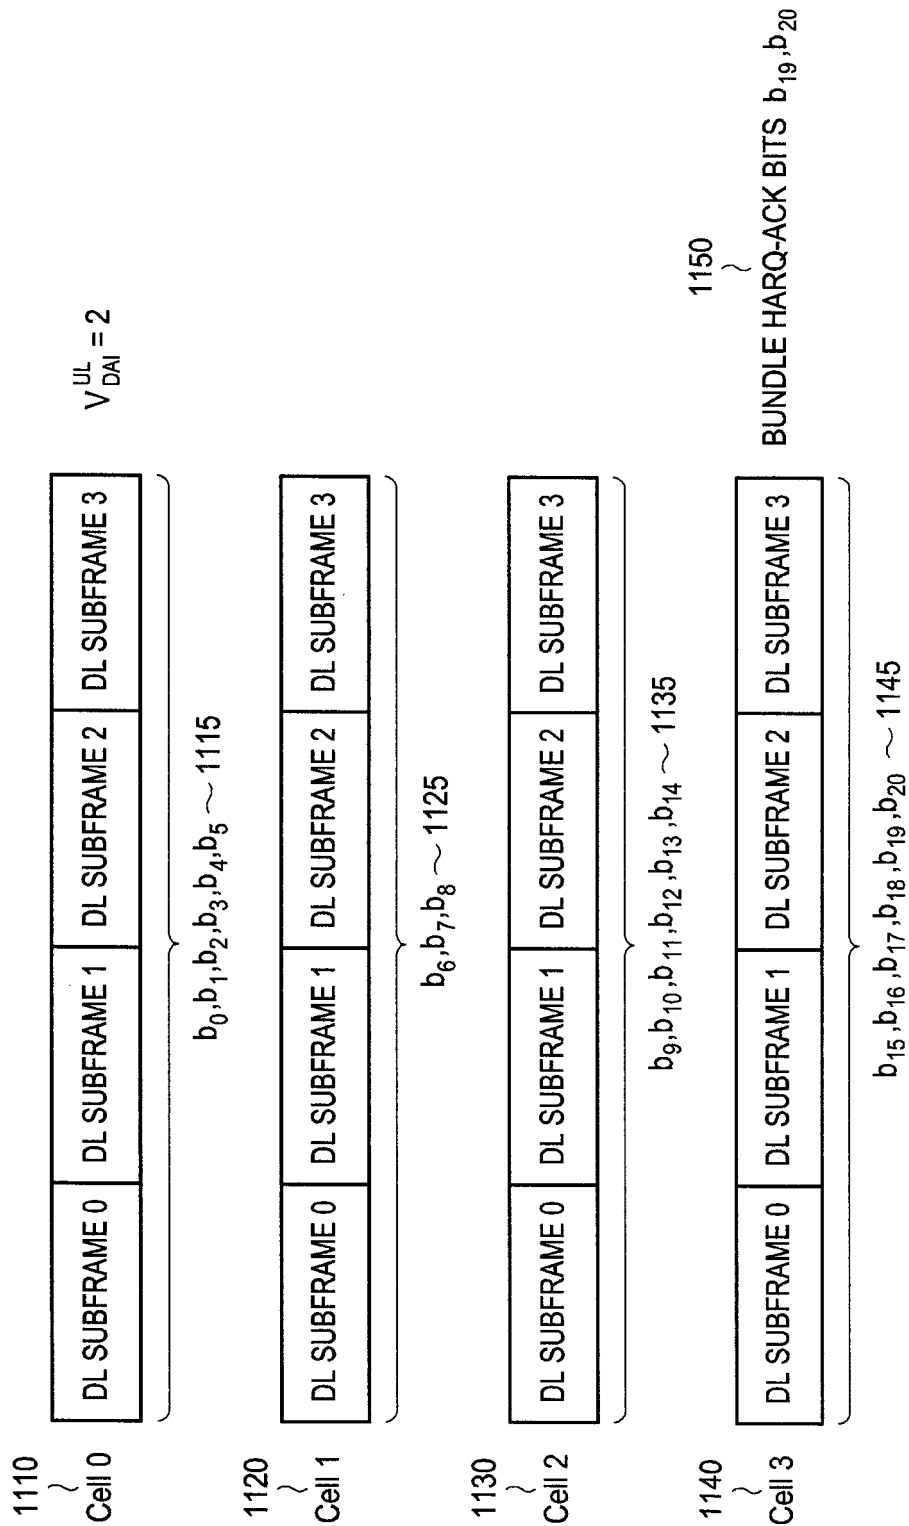 1110
Cell 0
DL SUBFRAME 0
DL SUBFRAME 1
DL SUBFRAME 2
DL SUBFRAME 3
V_DAI^UL = 2
b0,b1,b2,b3,b4,b5 ~ 1115
1120
Cell 1
DL SUBFRAME 0
DL SUBFRAME 1
DL SUBFRAME 2
DL SUBFRAME 3
b6,b7,b8 ~ 1125
1130
Cell 2
DL SUBFRAME 0
DL SUBFRAME 1
DL SUBFRAME 2
DL SUBFRAME 3
b9,b10,b11,b12,b13,b14 ~ 1135
1140
Cell 3
DL SUBFRAME 0
DL SUBFRAME 1
DL SUBFRAME 2
DL SUBFRAME 3
1150
BUNDLE HARQ-ACK BITS b19,b20
b15,b16,b17,b18,b19,b20 ~ 1145